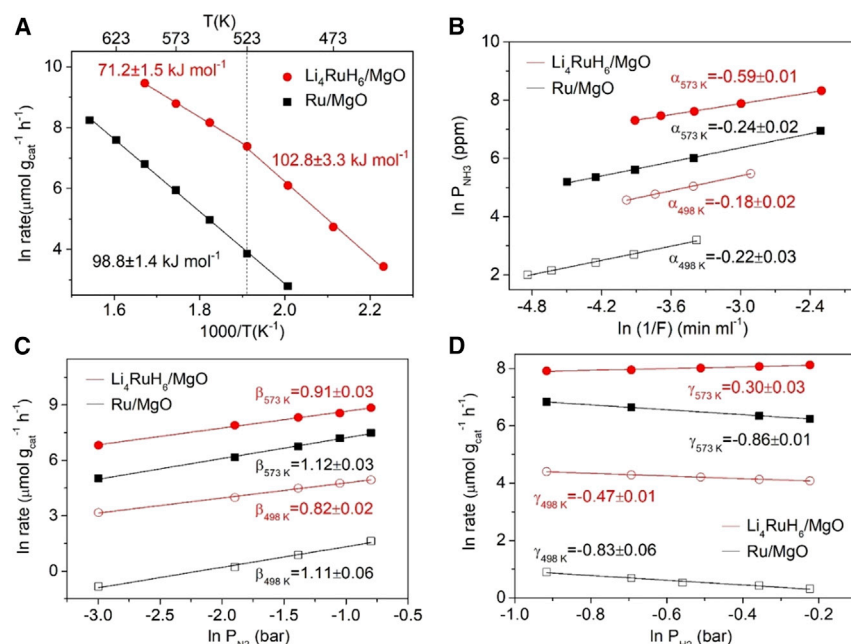 A
T(K)
623 573 523 473
10
8
6
4
ln rate(μmol gcat⁻¹ h⁻¹)
71.2±1.5 kJ mol⁻¹
Li₄RuH₆/MgO
Ru/MgO
102.8±3.3 kJ mol⁻¹
98.8±1.4 kJ mol⁻¹
1.6 1.8 2.0 2.2
1000/T(K⁻¹)
B
10
8
6
4
2
ln PNH3 (ppm)
Li₄RuH₆/MgO
Ru/MgO
α573 K=-0.59±0.01
α573 K=-0.24±0.02
α498 K=-0.18±0.02
α498 K=-0.22±0.03
-4.8 -4.2 -3.6 -3.0 -2.4
ln (1/F) (min ml⁻¹)
C
9
6
3
0
ln rate (μmol gcat⁻¹ h⁻¹)
Li₄RuH₆/MgO
Ru/MgO
β573 K=0.91±0.03
β573 K=1.12±0.03
β498 K=0.82±0.02
β498 K=1.11±0.06
-3.0 -2.5 -2.0 -1.5 -1.0 -0.5
ln PN2 (bar)
D
8
6
4
2
0
ln rate (μmol gcat⁻¹ h⁻¹)
γ573 K=0.30±0.03
γ573 K=-0.86±0.01
γ498 K=-0.47±0.01
Li₄RuH₆/MgO
Ru/MgO
γ498 K=-0.83±0.06
-1.0 -0.8 -0.6 -0.4 -0.2
ln PH2 (bar)